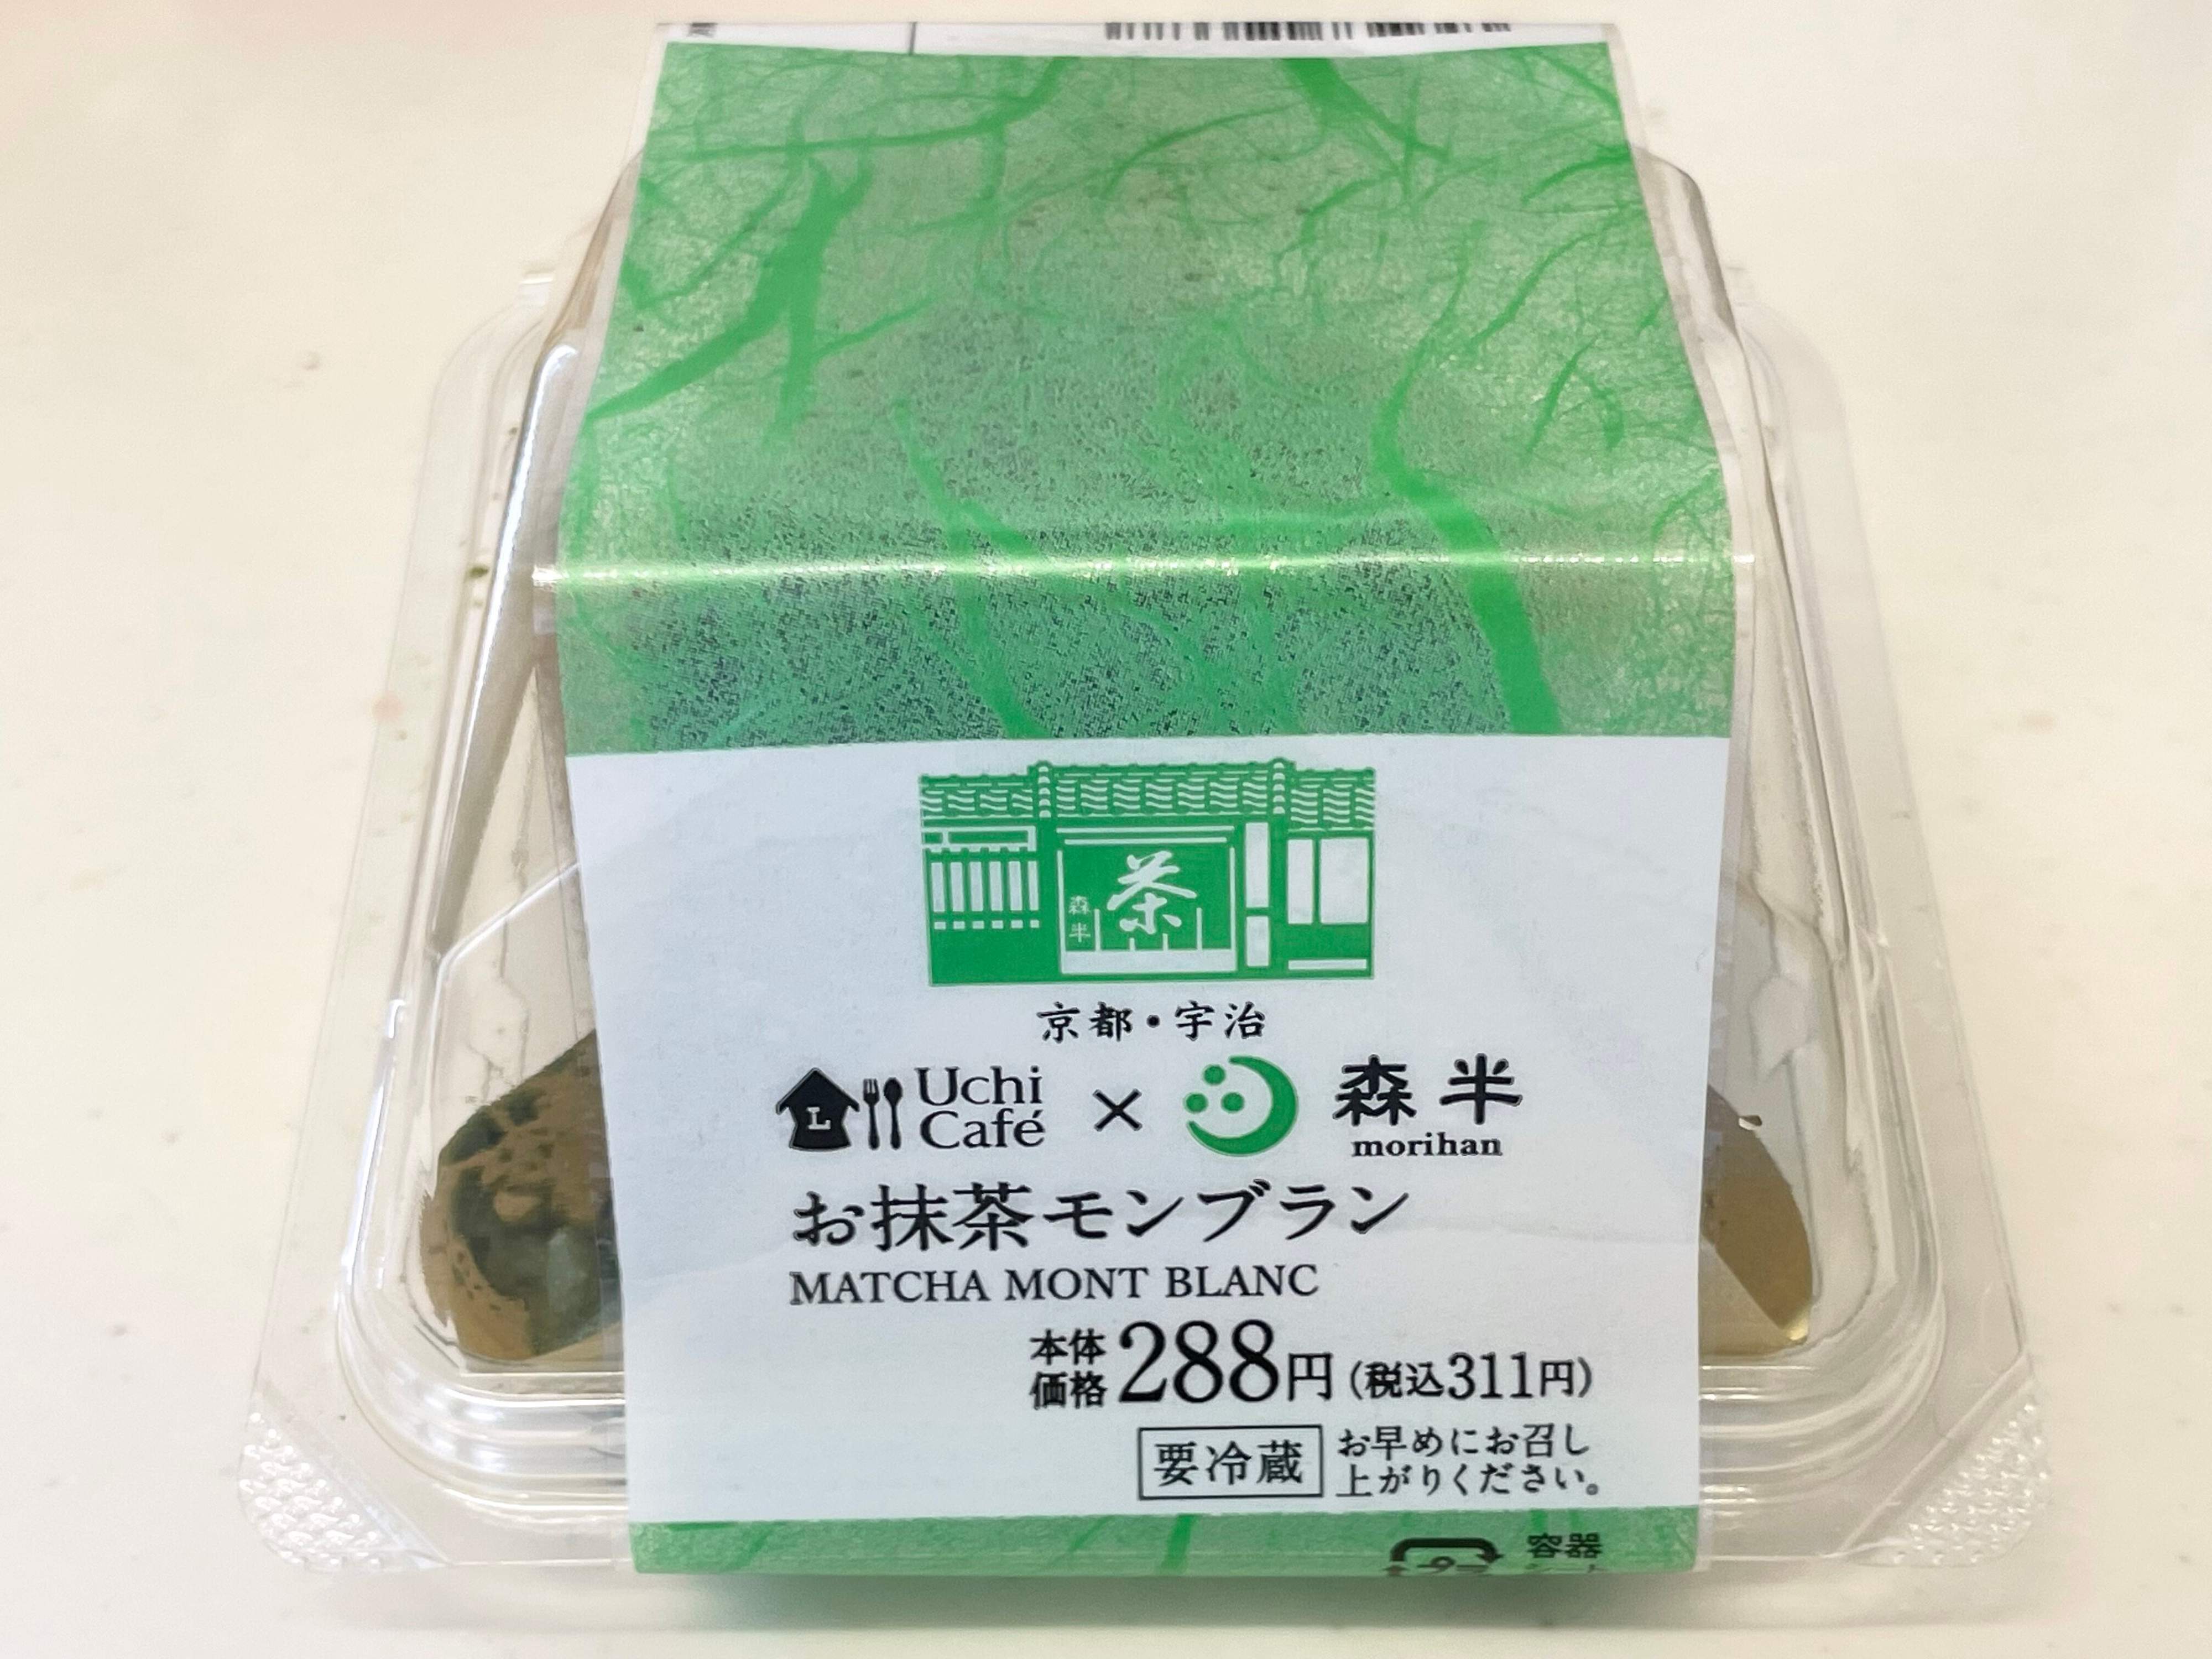 茶
森半
京都・宇治
Uchi Café × 森半 morihan
お抹茶モンブラン
MATCHA MONT BLANC
本体価格288円(税込311円)
要冷蔵
お早めにお召し
上がりください。
プラ
容器